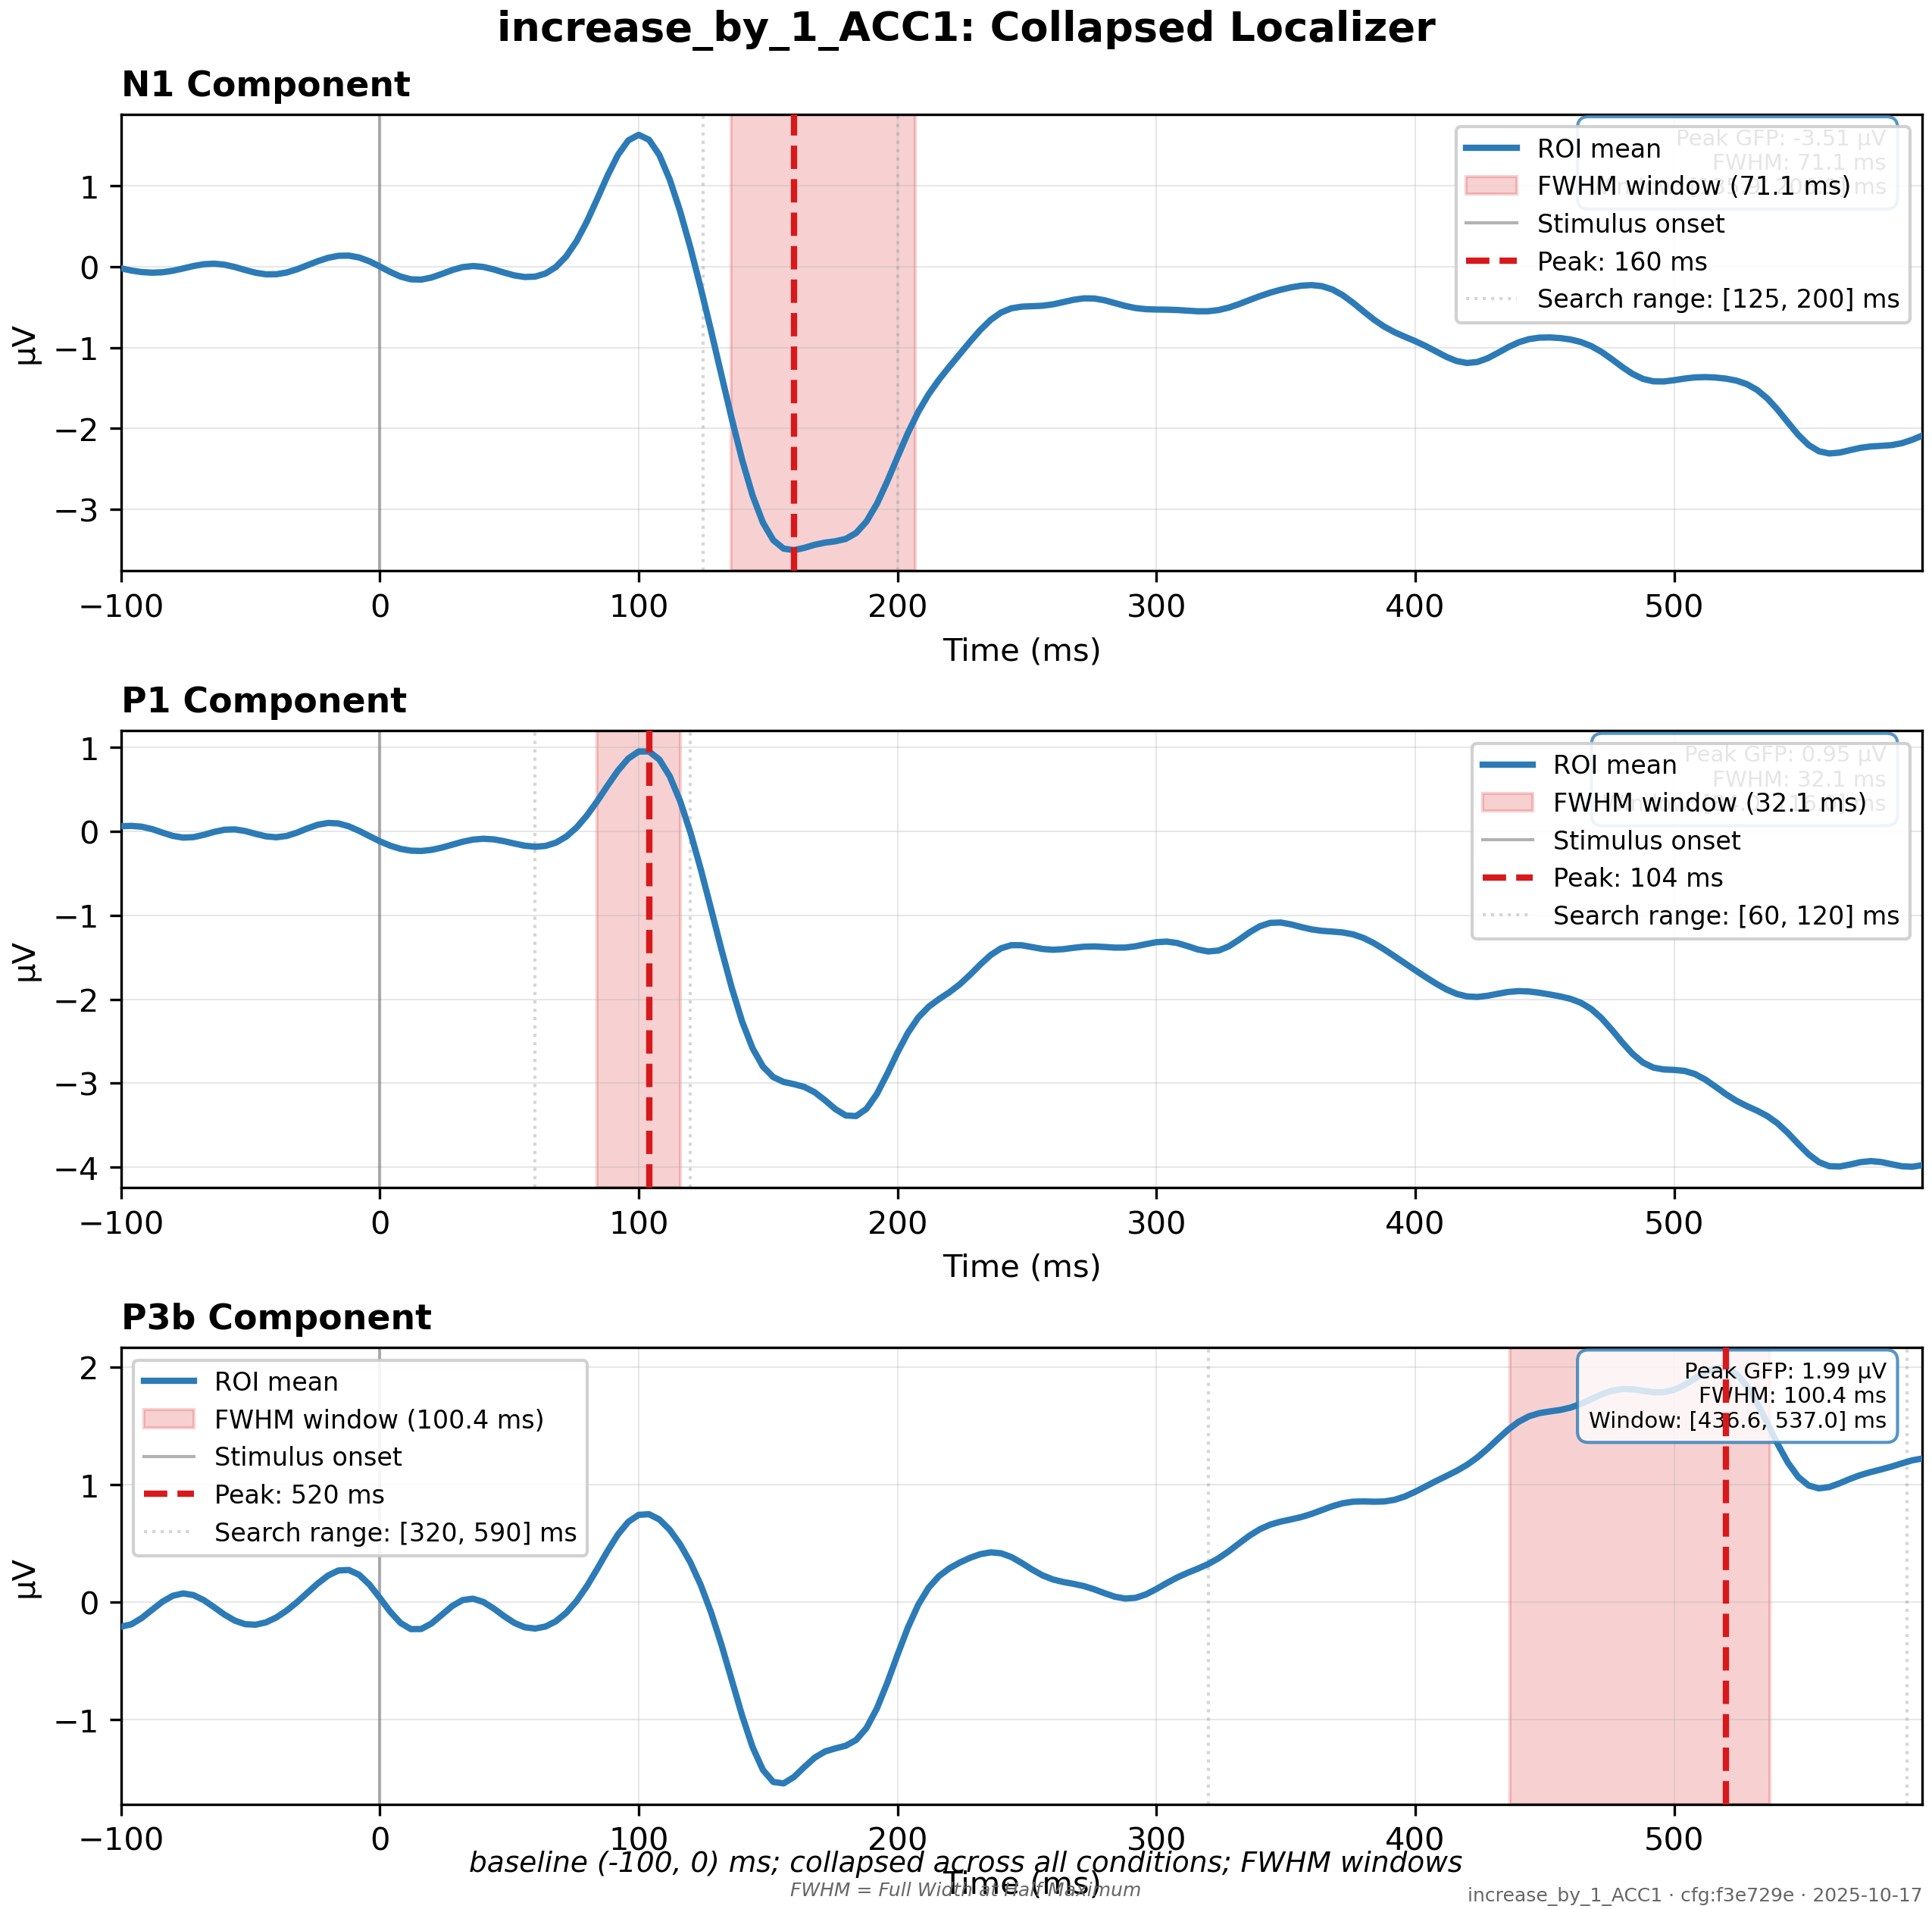 increase_by_1_ACC1: Collapsed Localizer
N1 Component
Peak GFP: -3.51 µV
FWHM: 71.1 ms
ms
ROI mean
FWHM window (71.1 ms)
Stimulus onset
Peak: 160 ms
Search range: [125, 200] ms
1
0
−1
−2
−3
µV
−100 0 100 200 300 400 500
Time (ms)
P1 Component
Peak GFP: 0.95 µV
FWHM: 32.1 ms
ms
ROI mean
FWHM window (32.1 ms)
Stimulus onset
Peak: 104 ms
Search range: [60, 120] ms
1
0
−1
−2
−3
−4
µV
−100 0 100 200 300 400 500
Time (ms)
P3b Component
ROI mean
FWHM window (100.4 ms)
Stimulus onset
Peak: 520 ms
Search range: [320, 590] ms
Peak GFP: 1.99 µV
FWHM: 100.4 ms
Window: [436.6, 537.0] ms
2
1
0
−1
µV
−100 0 100 200 300 400 500
Time (ms)
baseline (-100, 0) ms; collapsed across all conditions; FWHM windows
FWHM = Full Width at Half Maximum
increase_by_1_ACC1 · cfg:f3e729e · 2025-10-17